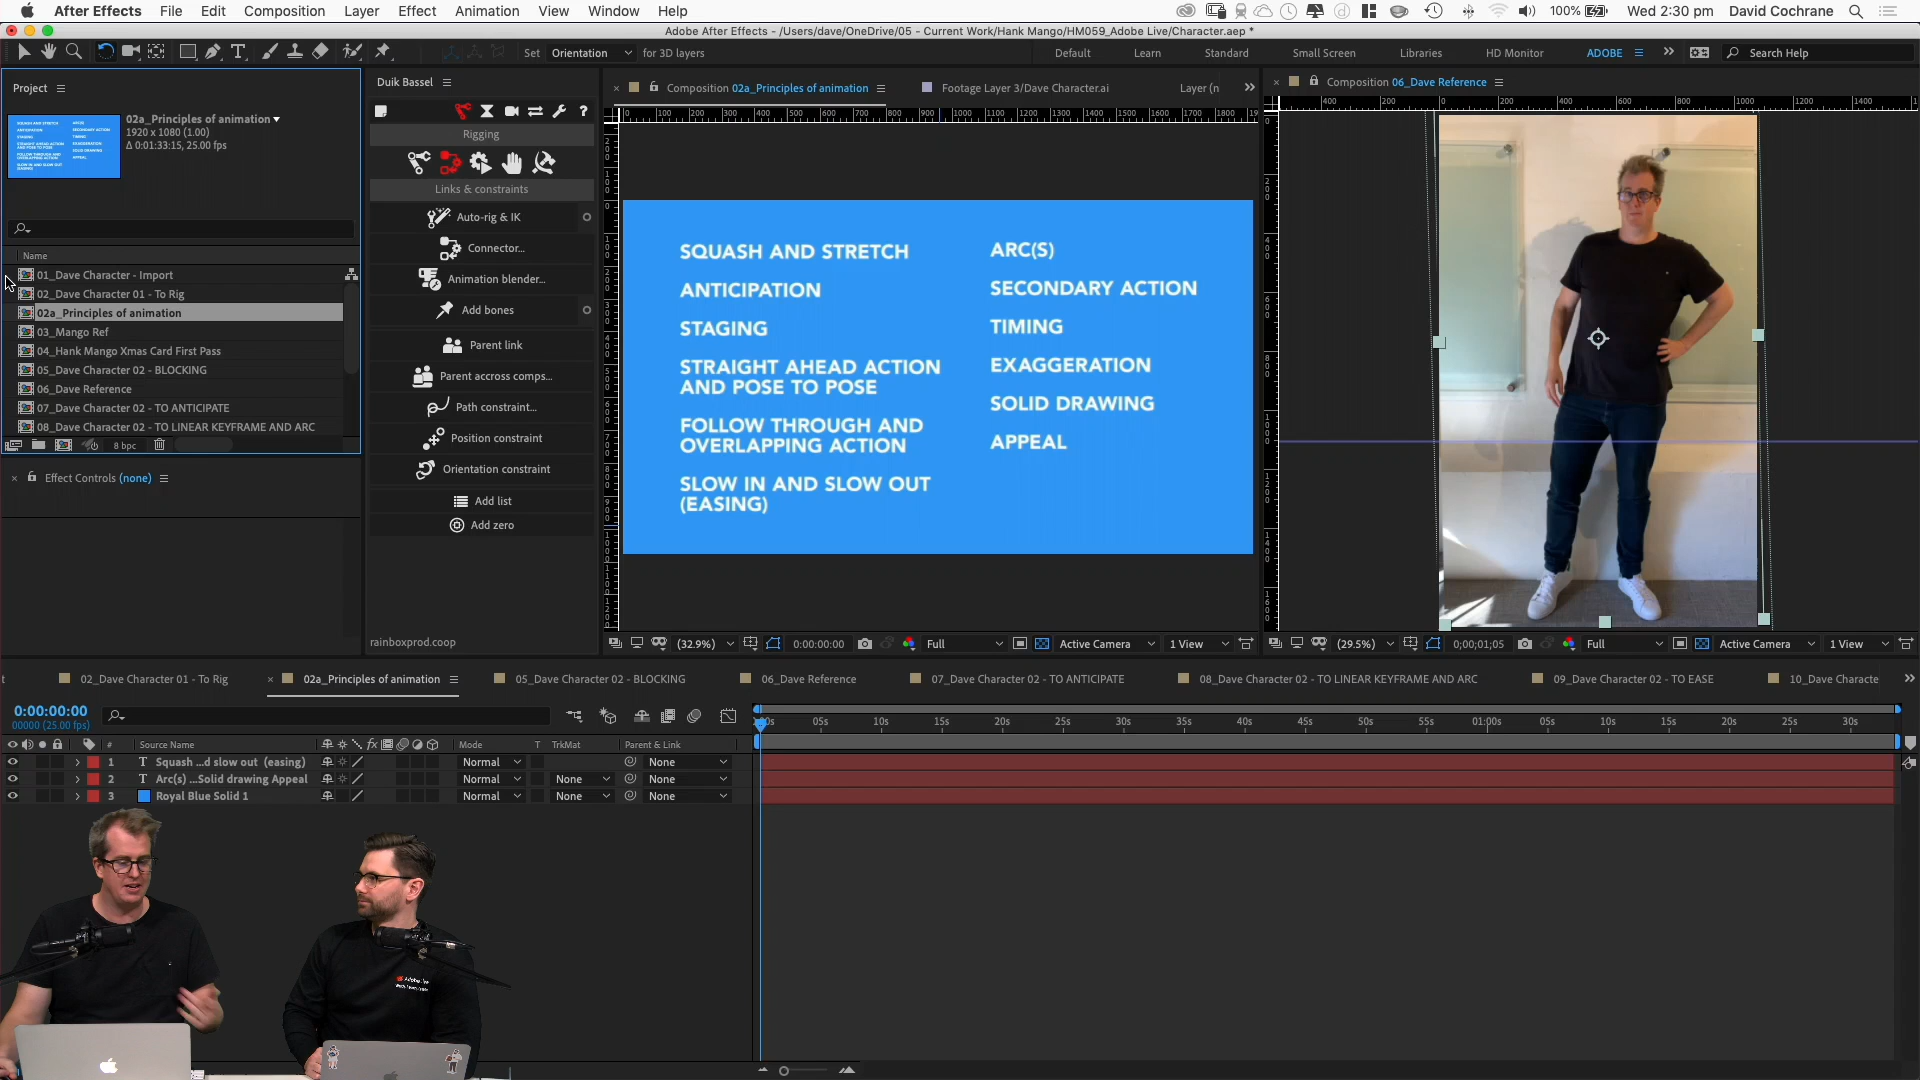 After Effects File Edit Composition Layer Effect Animation View Window Help
100% Wed 2:30 pm David Cochrane
Adobe After Effects - /Users/dave/OneDrive/05 - Current Work/Hank Mango/HM059_Adobe Live/Character.aep *
Set Orientation for 3D layers
Default Learn Standard Small Screen Libraries HD Monitor ADOBE Search Help
Project
02a_Principles of animation
1920 x 1080 (1.00)
Δ 0:01:33:15, 25.00 fps
Name
01_Dave Character - Import
02_Dave Character 01 - To Rig
02a_Principles of animation
03_Mango Ref
04_Hank Mango Xmas Card First Pass
05_Dave Character 02 - BLOCKING
06_Dave Reference
07_Dave Character 02 - TO ANTICIPATE
08_Dave Character 02 - TO LINEAR KEYFRAME AND ARC
8 bpc
Effect Controls (none)
Duik Bassel
Rigging
Links & constraints
Auto-rig & IK
Connector...
Animation blender...
Add bones
Parent link
Parent accross comps...
Path constraint...
Position constraint
Orientation constraint
Add list
Add zero
rainboxprod.coop
Composition 02a_Principles of animation
Footage Layer 3/Dave Character.ai
Layer (n
SQUASH AND STRETCH
ANTICIPATION
STAGING
STRAIGHT AHEAD ACTION
AND POSE TO POSE
FOLLOW THROUGH AND
OVERLAPPING ACTION
SLOW IN AND SLOW OUT
(EASING)
ARC(S)
SECONDARY ACTION
TIMING
EXAGGERATION
SOLID DRAWING
APPEAL
(32.9%) 0:00:00:00 Full Active Camera 1 View
Composition 06_Dave Reference
(29.5%) 0;00;01;05 Full Active Camera 1 View
02_Dave Character 01 - To Rig
02a_Principles of animation
05_Dave Character 02 - BLOCKING
06_Dave Reference
07_Dave Character 02 - TO ANTICIPATE
08_Dave Character 02 - TO LINEAR KEYFRAME AND ARC
09_Dave Character 02 - TO EASE
10_Dave Characte
0:00:00:00
00000 (25.00 fps)
05s 10s 15s 20s 25s 30s 35s 40s 45s 50s 55s 01:00s 05s 10s 15s 20s 25s 30s
# Source Name Mode T TrkMat Parent & Link
1 T Squash ...d slow out (easing) Normal None
2 T Arc(s) ...Solid drawing Appeal Normal None None
3 Royal Blue Solid 1 Normal None None